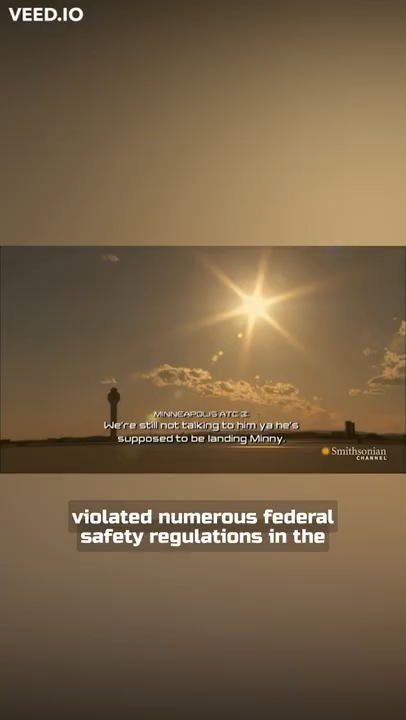 VEED.IO
MINNEAPOLIS ATC 3:
We're still not talking to him ya he's
supposed to be landing Minny.
Smithsonian
CHANNEL
violated numerous federal
safety regulations in the